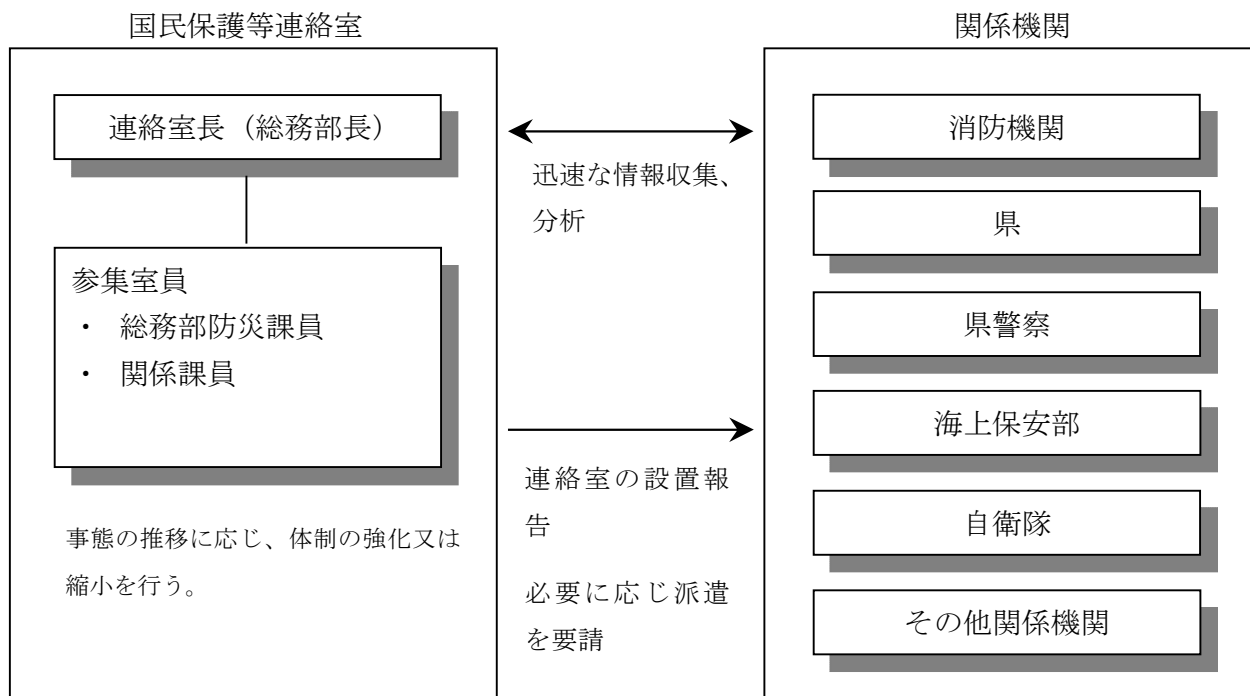 国民保護等連絡室
連絡室長（総務部長）
参集室員
・ 総務部防災課員
・ 関係課員
事態の推移に応じ、体制の強化又は
縮小を行う。
迅速な情報収集、
分析
連絡室の設置報
告
必要に応じ派遣
を要請
関係機関
消防機関
県
県警察
海上保安部
自衛隊
その他関係機関